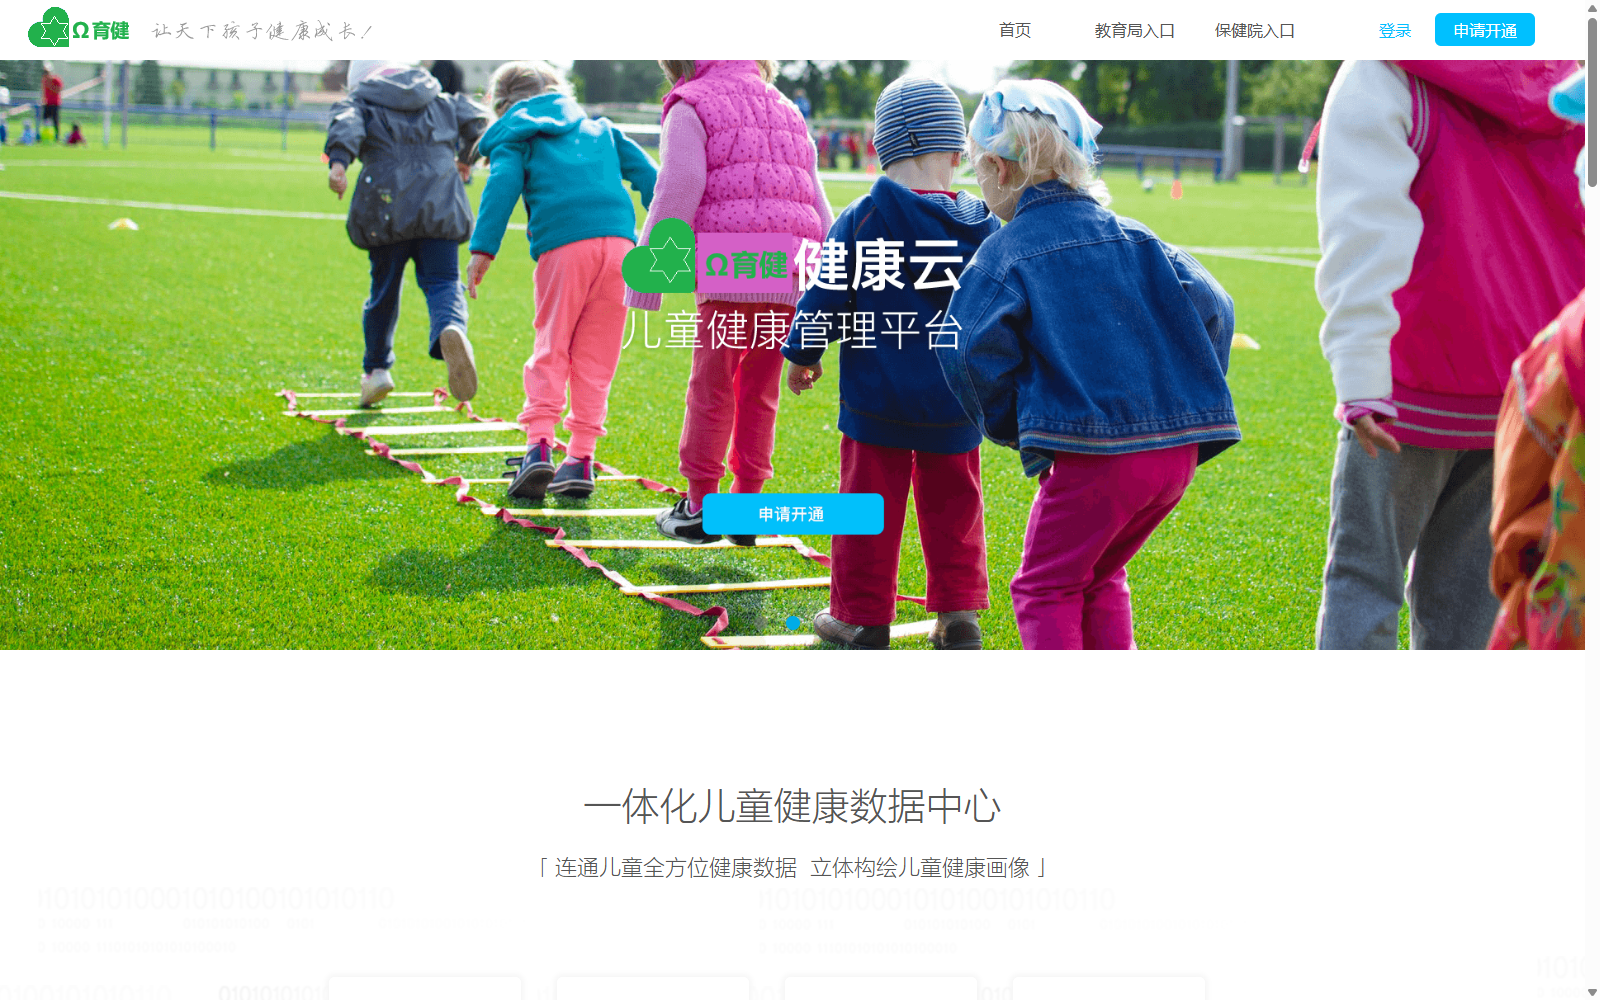 Ω育健
让天下孩子健康成长！
首页
教育局入口
保健院入口
登录
申请开通
Ω育健 健康云
儿童健康管理平台
申请开通
一体化儿童健康数据中心
「 连通儿童全方位健康数据 立体构绘儿童健康画像 」